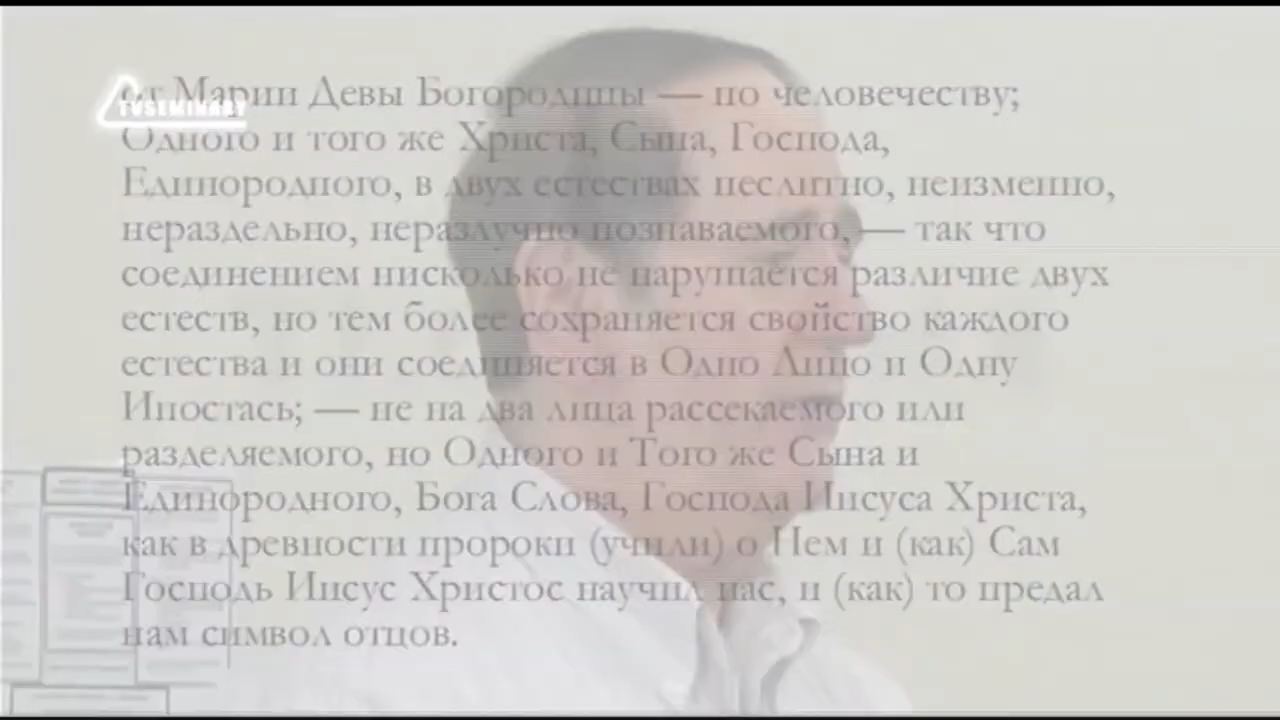 TVSEMINARY
от Марии Девы Богородицы — по человечеству;
Одного и того же Христа, Сына, Господа,
Единородного, в двух естествах неслитно, неизменно,
нераздельно, неразлучно познаваемого, — так что
соединением нисколько не нарушается различие двух
естеств, но тем более сохраняется свойство каждого
естества и они соединяется в Одно Лицо и Одну
Ипостась; — не на два лица рассекаемого или
разделяемого, но Одного и Того же Сына и
Единородного, Бога Слова, Господа Иисуса Христа,
как в древности пророки (учили) о Нем и (как) Сам
Господь Иисус Христос научил нас, и (как) то предал
нам символ отцов.